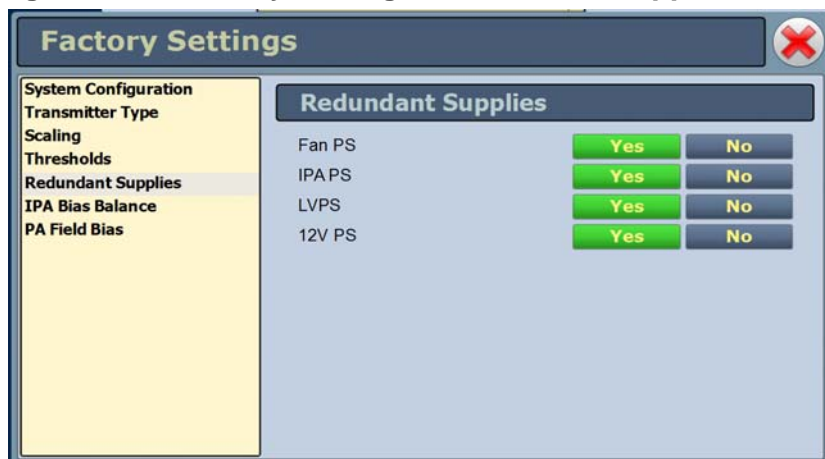 Factory Settings
System Configuration
Transmitter Type
Scaling
Thresholds
Redundant Supplies
IPA Bias Balance
PA Field Bias
Redundant Supplies
Fan PS Yes No
IPA PS Yes No
LVPS Yes No
12V PS Yes No